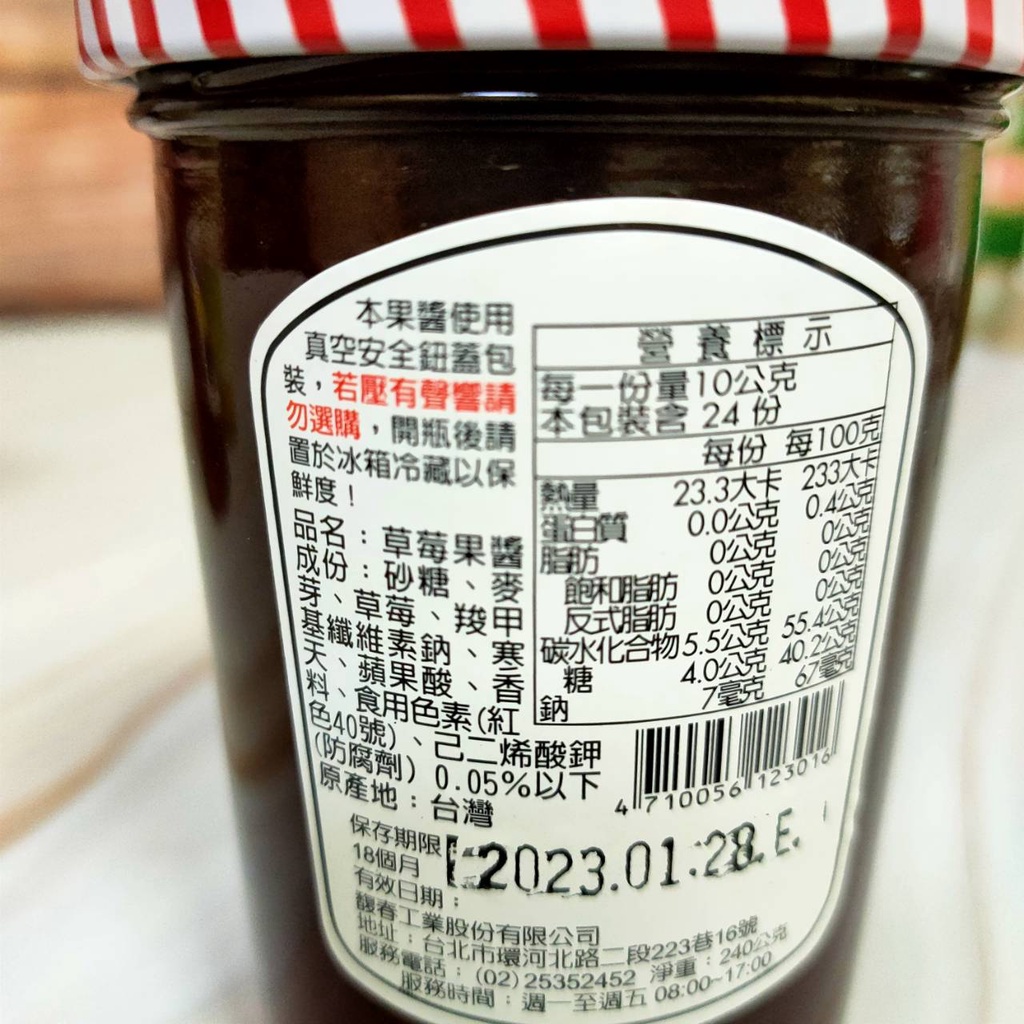 本果醬使用
真空安全鈕蓋包
裝，若壓有聲響請
勿選購，開瓶後請
置於冰箱冷藏以保
鮮度！
品名：草莓果醬
成份：砂糖、麥
芽、草莓、羧甲
基纖維素鈉、寒
天、蘋果酸、香
料、食用色素(紅
色40號)、己二烯酸鉀
(防腐劑) 0.05%以下
原產地：台灣
營養標示
每一份量10公克
本包裝含 24 份
每份 每100克
熱量 23.3大卡 233大卡
蛋白質 0.0公克 0.4公克
脂肪 0公克 0公克
飽和脂肪 0公克 0公克
反式脂肪 0公克 0公克
碳水化合物 5.5公克 55.4公克
糖 4.0公克 40.2公克
鈉 7毫克 67毫克
4 710056 123016
保存期限：
18個月
有效日期：
2023.01.28.E.
馥春工業股份有限公司
地址：台北市環河北路二段223巷16號
服務電話：(02) 25352452 淨重：240公克
服務時間：週一至週五 08:00~17:00